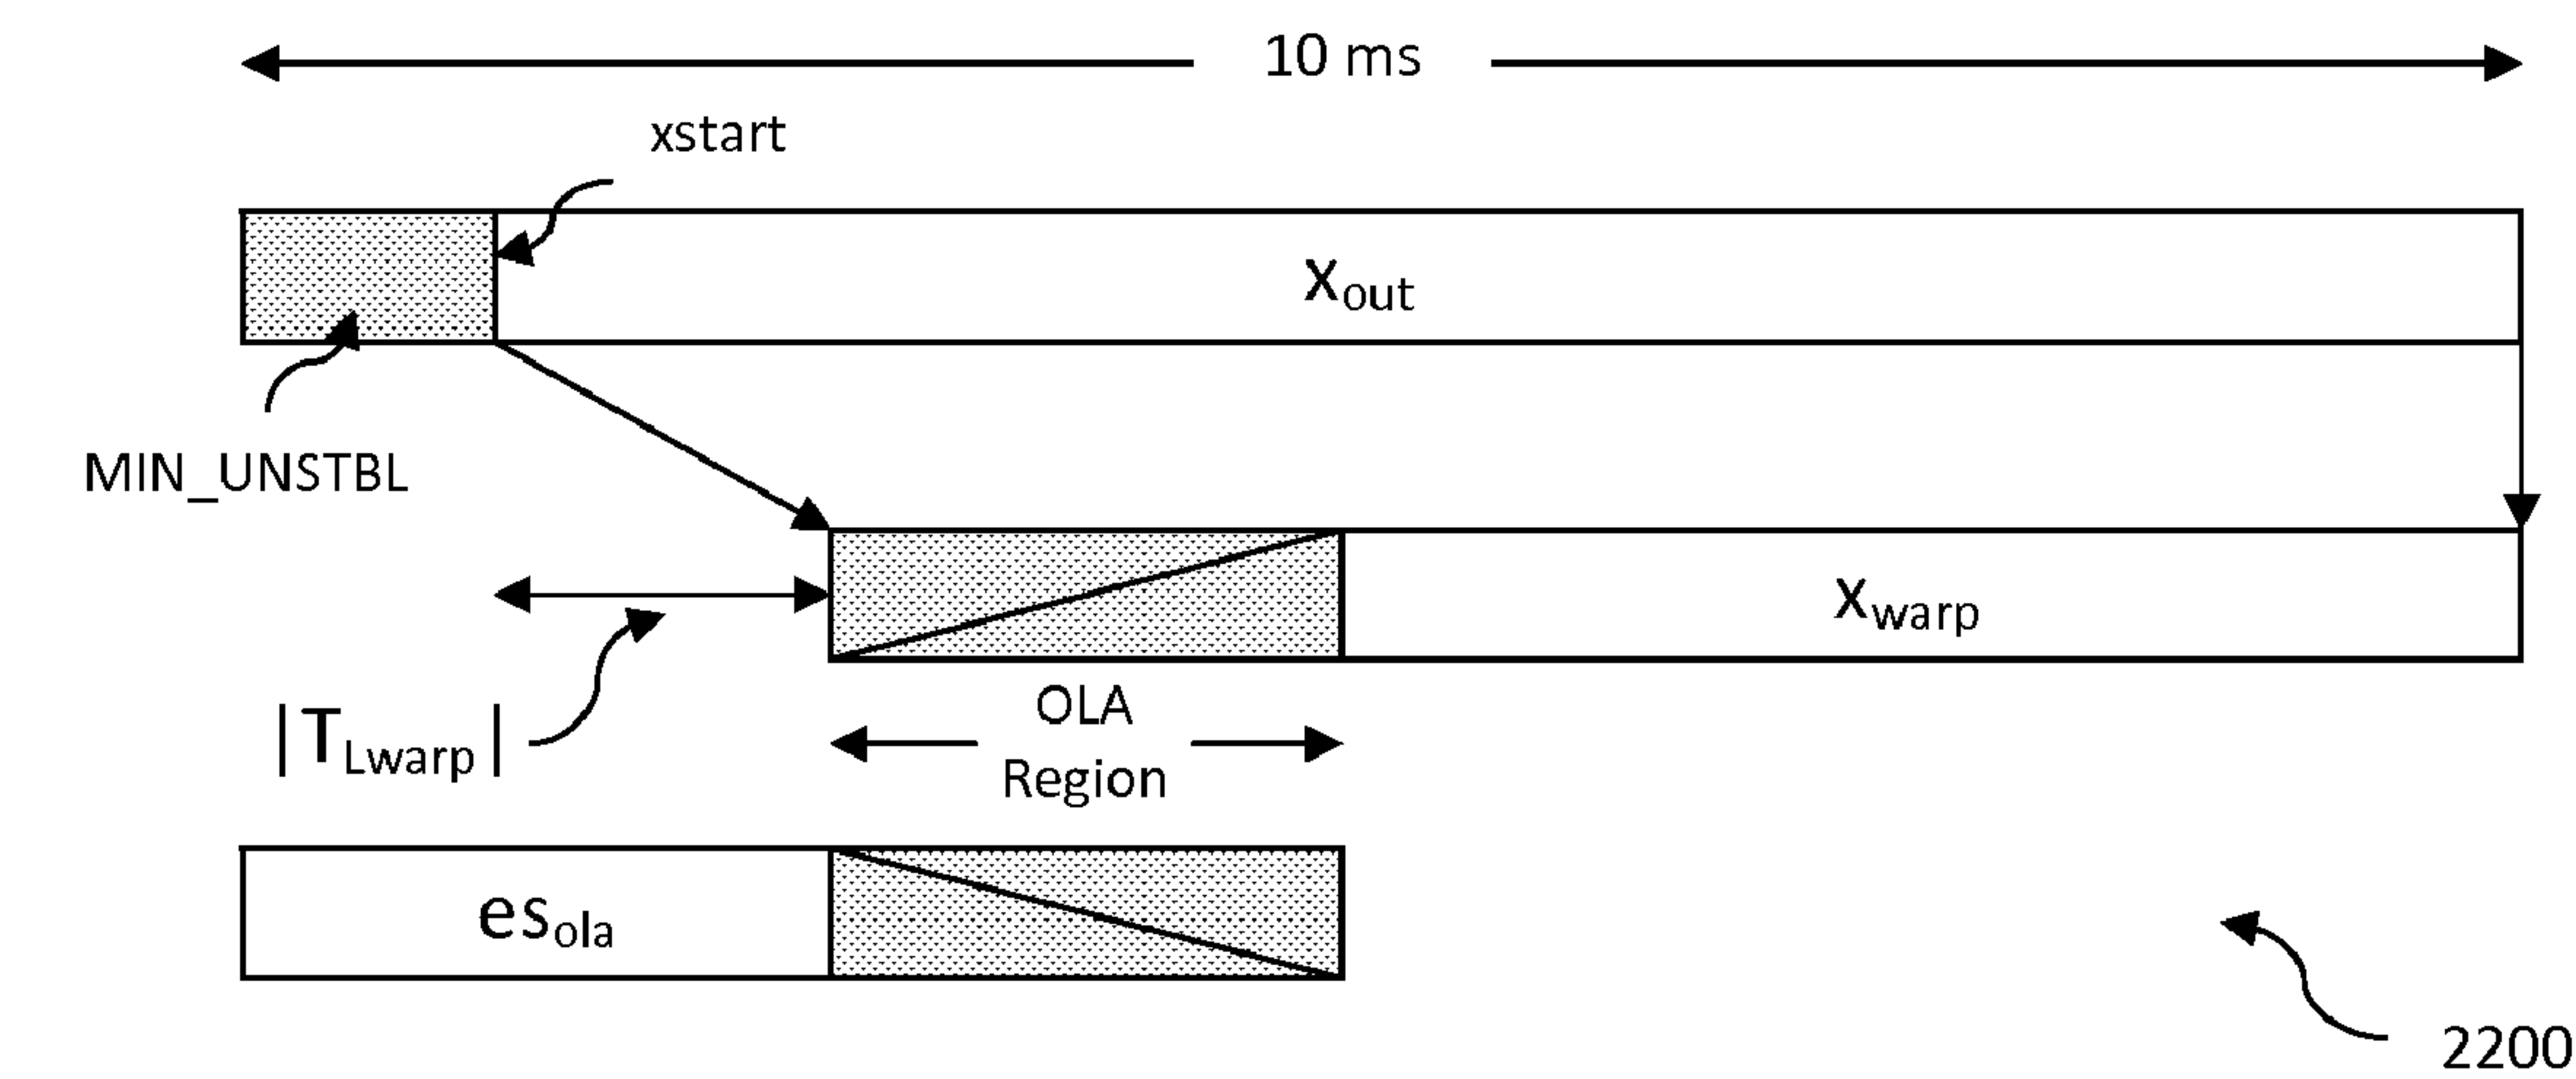 10 ms
xstart
xout
MIN_UNSTBL
xwarp
|TLwarp|
OLA
Region
esola
2200